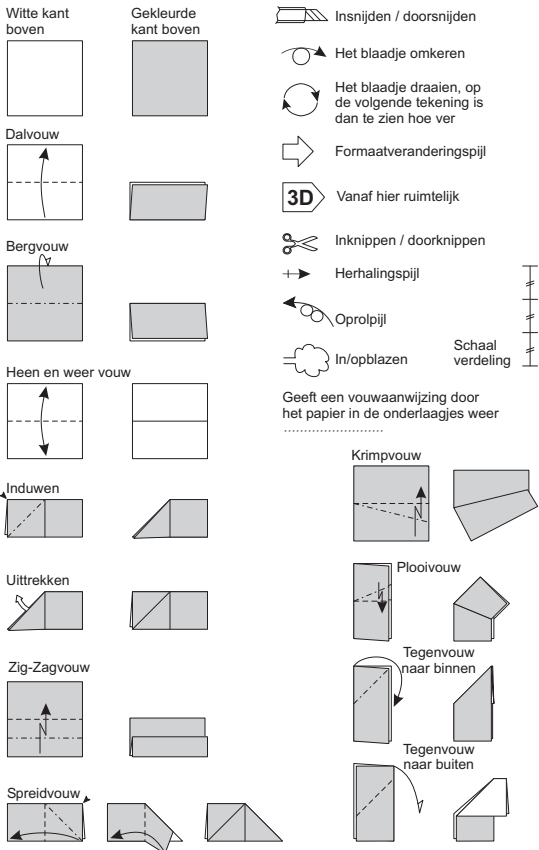 Witte kant
boven
Gekleurde
kant boven
Dalvouw
Bergvouw
Heen en weer vouw
Induwen
Uittrekken
Zig-Zagvouw
Spreidvouw
Insnijden / doorsnijden
Het blaadje omkeren
Het blaadje draaien, op
de volgende tekening is
dan te zien hoe ver
Formaatveranderingspijl
3D
Vanaf hier ruimtelijk
Inknippen / doorknippen
Herhalingspijl
Oprolpijl
In/opblazen
Schaal
verdeling
Geeft een vouwaanwijzing door
het papier in de onderlaagjes weer
.........................
Krimpvouw
Plooivouw
Tegenvouw
naar binnen
Tegenvouw
naar buiten